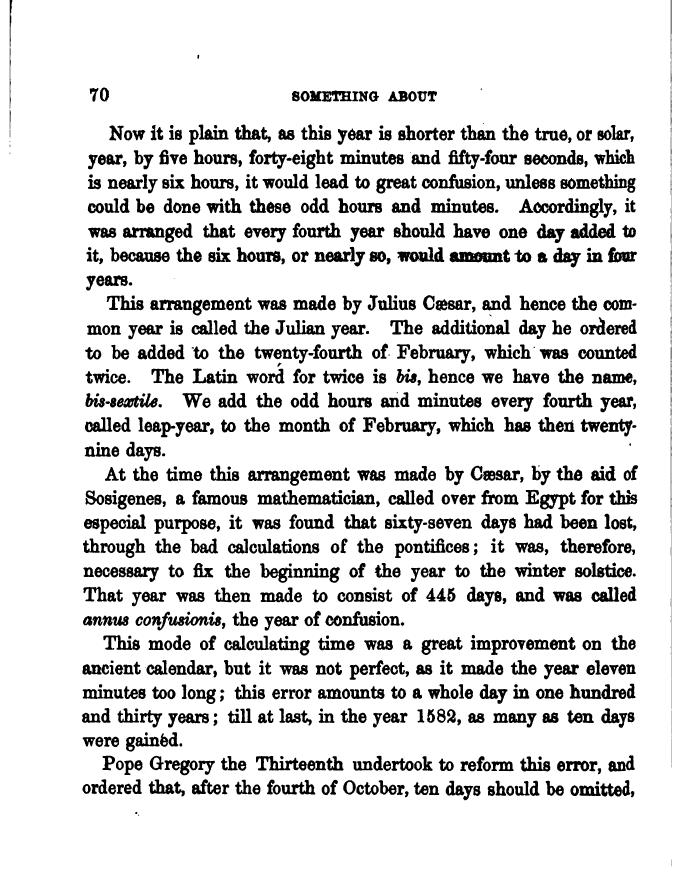 70 SOMETHING ABOUT
Now it is plain that, as this year is shorter than the true, or solar,
year, by five hours, forty-eight minutes and fifty-four seconds, which
is nearly six hours, it would lead to great confusion, unless something
could be done with these odd hours and minutes. Accordingly, it
was arranged that every fourth year should have one day added to
it, because the six hours, or nearly so, would amount to a day in four
years.
This arrangement was made by Julius Cæsar, and hence the com-
mon year is called the Julian year. The additional day he ordered
to be added to the twenty-fourth of February, which was counted
twice. The Latin word for twice is bis, hence we have the name,
bis-sextile. We add the odd hours and minutes every fourth year,
called leap-year, to the month of February, which has then twenty-
nine days.
At the time this arrangement was made by Cæsar, by the aid of
Sosigenes, a famous mathematician, called over from Egypt for this
especial purpose, it was found that sixty-seven days had been lost,
through the bad calculations of the pontifices; it was, therefore,
necessary to fix the beginning of the year to the winter solstice.
That year was then made to consist of 445 days, and was called
annus confusionis, the year of confusion.
This mode of calculating time was a great improvement on the
ancient calendar, but it was not perfect, as it made the year eleven
minutes too long; this error amounts to a whole day in one hundred
and thirty years; till at last, in the year 1582, as many as ten days
were gained.
Pope Gregory the Thirteenth undertook to reform this error, and
ordered that, after the fourth of October, ten days should be omitted,